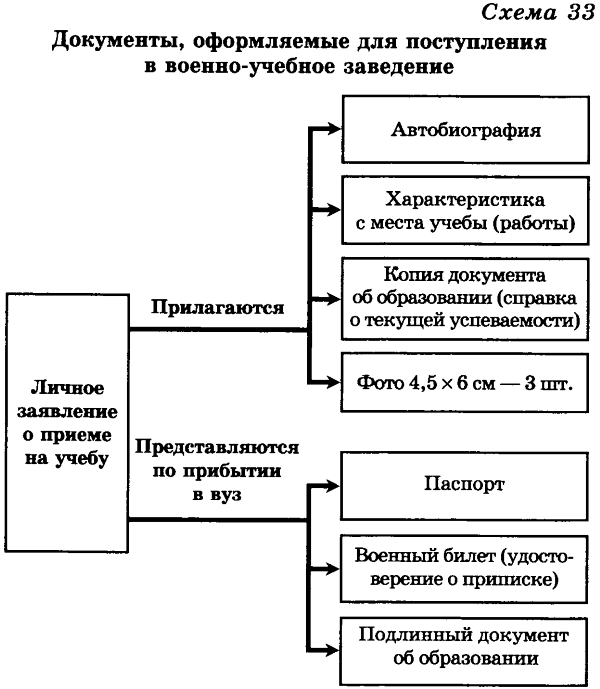 Схема 33
Документы, оформляемые для поступления
в военно-учебное заведение
Автобиография
Характеристика
с места учебы (работы)
Копия документа
об образовании (справка
о текущей успеваемости)
Фото 4,5 × 6 см — 3 шт.
Прилагаются
Личное
заявление
о приеме
на учебу
Представляются
по прибытии
в вуз
Паспорт
Военный билет (удосто-
верение о приписке)
Подлинный документ
об образовании